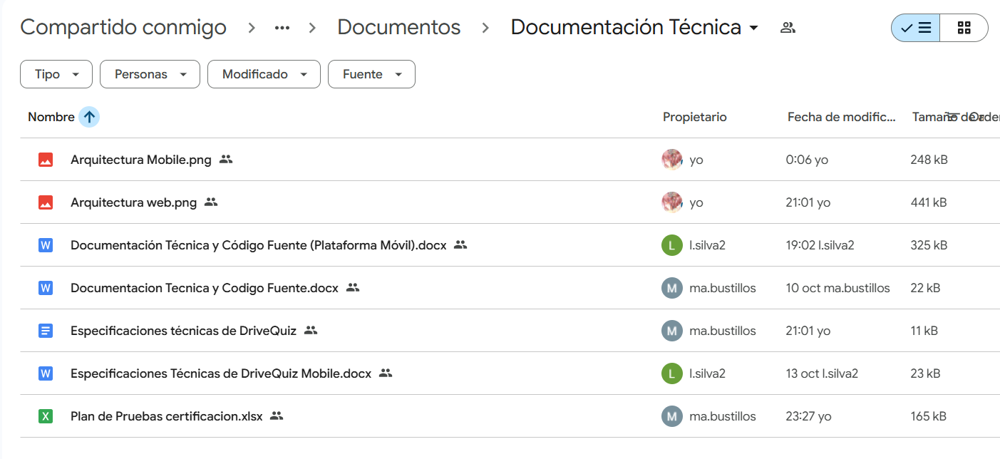 Compartido conmigo > ... > Documentos > Documentación Técnica
Tipo Personas Modificado Fuente
Nombre Propietario Fecha de modific... Tamaño de
Arquitectura Mobile.png yo 0:06 yo 248 kB
Arquitectura web.png yo 21:01 yo 441 kB
W Documentación Técnica y Código Fuente (Plataforma Móvil).docx L l.silva2 19:02 l.silva2 325 kB
W Documentacion Tecnica y Codigo Fuente.docx M ma.bustillos 10 oct ma.bustillos 22 kB
Especificaciones técnicas de DriveQuiz M ma.bustillos 21:01 yo 11 kB
W Especificaciones Técnicas de DriveQuiz Mobile.docx L l.silva2 13 oct l.silva2 23 kB
X Plan de Pruebas certificacion.xlsx M ma.bustillos 23:27 yo 165 kB